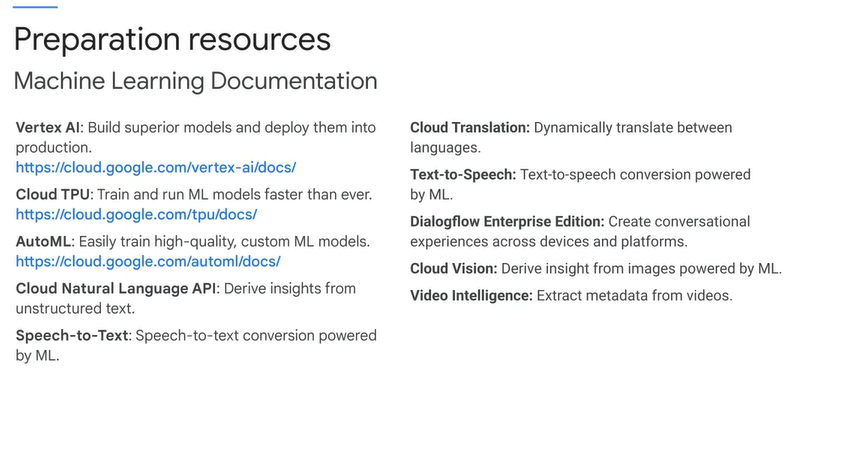 Preparation resources
Machine Learning Documentation
Vertex AI: Build superior models and deploy them into
production.
https://cloud.google.com/vertex-ai/docs/
Cloud TPU: Train and run ML models faster than ever.
https://cloud.google.com/tpu/docs/
AutoML: Easily train high-quality, custom ML models.
https://cloud.google.com/automl/docs/
Cloud Natural Language API: Derive insights from
unstructured text.
Speech-to-Text: Speech-to-text conversion powered
by ML.
Cloud Translation: Dynamically translate between
languages.
Text-to-Speech: Text-to-speech conversion powered
by ML.
Dialogflow Enterprise Edition: Create conversational
experiences across devices and platforms.
Cloud Vision: Derive insight from images powered by ML.
Video Intelligence: Extract metadata from videos.